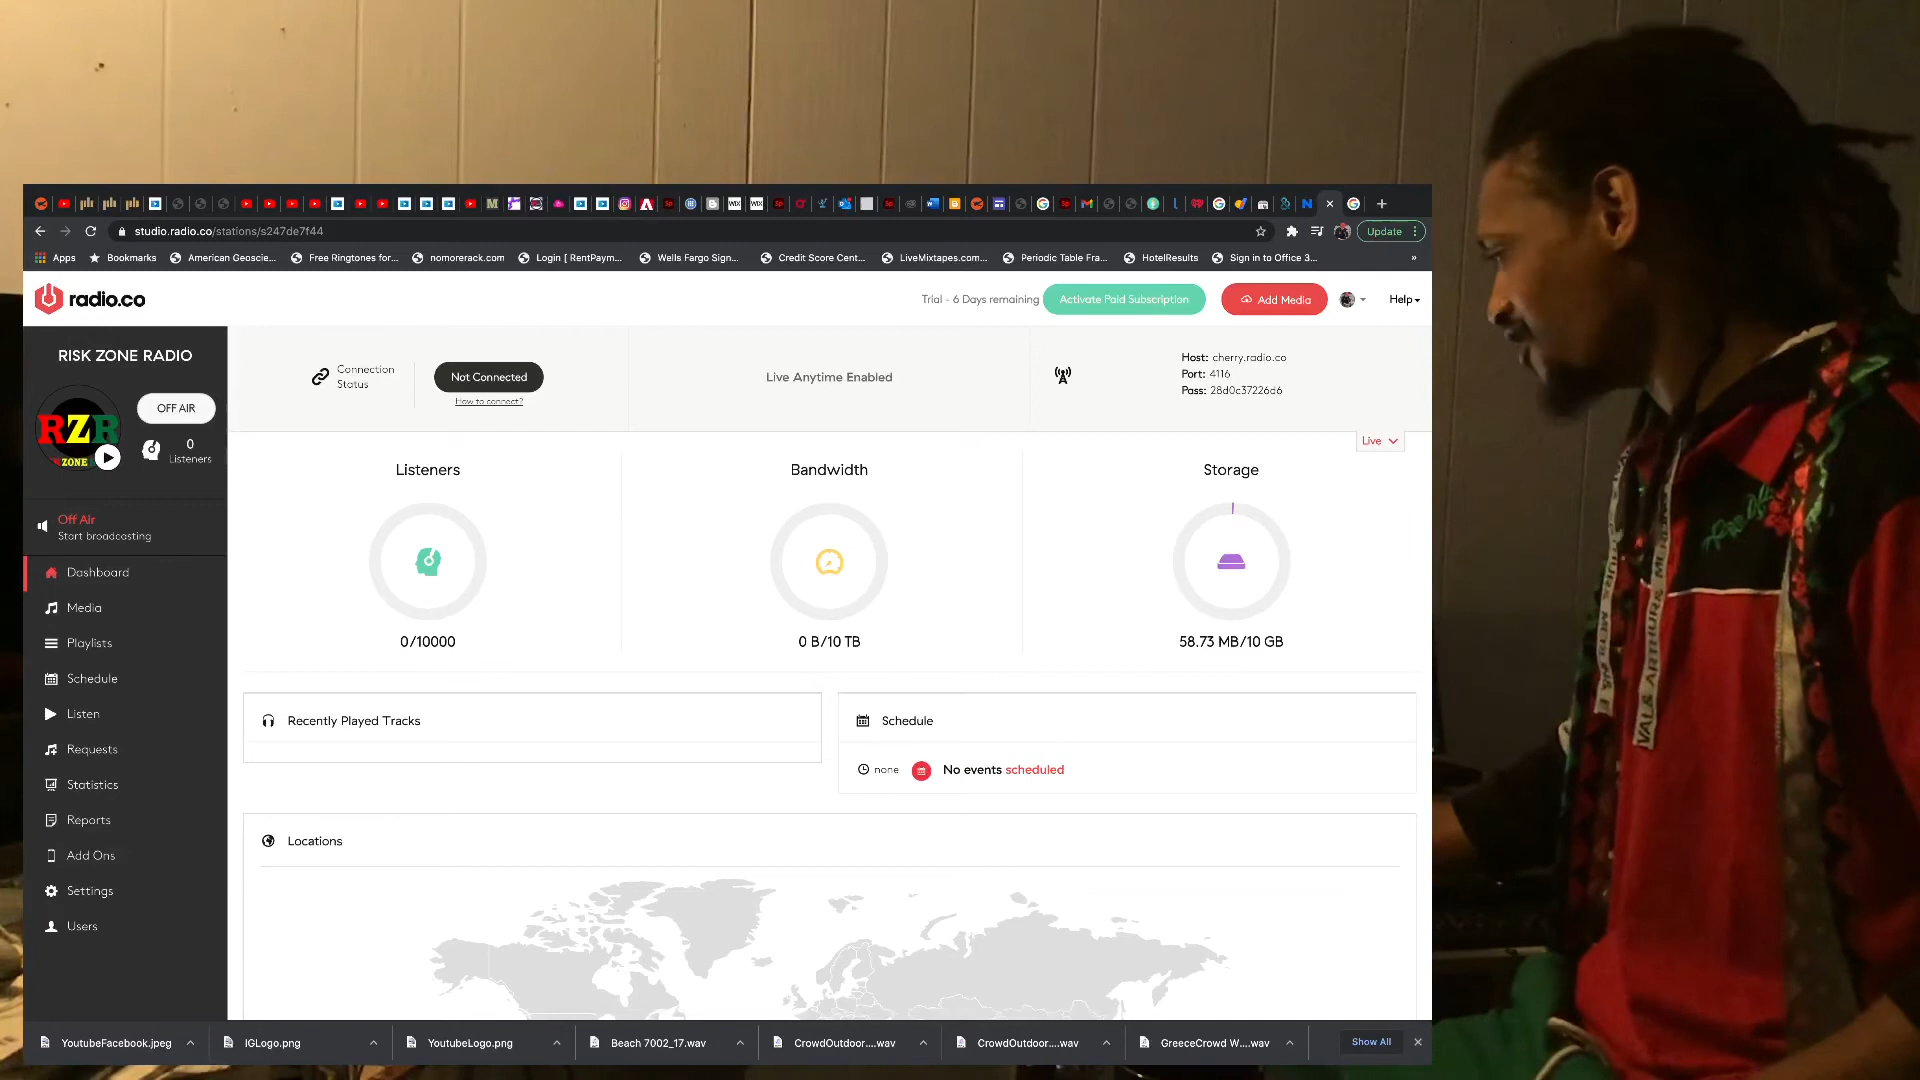 studio.radio.co/stations/s247de7f44
Update
Apps
Bookmarks
American Geoscie...
Free Ringtones for...
nomorerack.com
Login [ RentPaym...
Wells Fargo Sign...
Credit Score Cent...
LiveMixtapes.com...
Periodic Table Fra...
HotelResults
Sign in to Office 3...
»
radio.co
Trial - 6 Days remaining
Activate Paid Subscription
Add Media
Help
RISK ZONE RADIO
RZR
ZONE
OFF AIR
0
Listeners
Connection
Status
Not Connected
How to connect?
Live Anytime Enabled
Host: cherry.radio.co
Port: 4116
Pass: 28d0c37226d6
Live
Off Air
Start broadcasting
Dashboard
Media
Playlists
Schedule
Listen
Requests
Statistics
Reports
Add Ons
Settings
Users
Listeners
0/10000
Bandwidth
0 B/10 TB
Storage
58.73 MB/10 GB
Recently Played Tracks
Schedule
none
No events scheduled
Locations
YoutubeFacebook.jpeg
IGLogo.png
YoutubeLogo.png
Beach 7002_17.wav
CrowdOutdoor....wav
CrowdOutdoor....wav
GreeceCrowd W....wav
Show All
VAL & ARTHUR & M